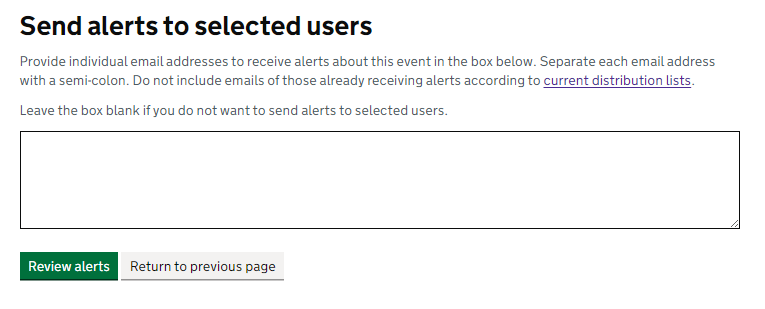 Send alerts to selected users
Provide individual email addresses to receive alerts about this event in the box below. Separate each email address
with a semi-colon. Do not include emails of those already receiving alerts according to current distribution lists.
Leave the box blank if you do not want to send alerts to selected users.
Review alerts
Return to previous page